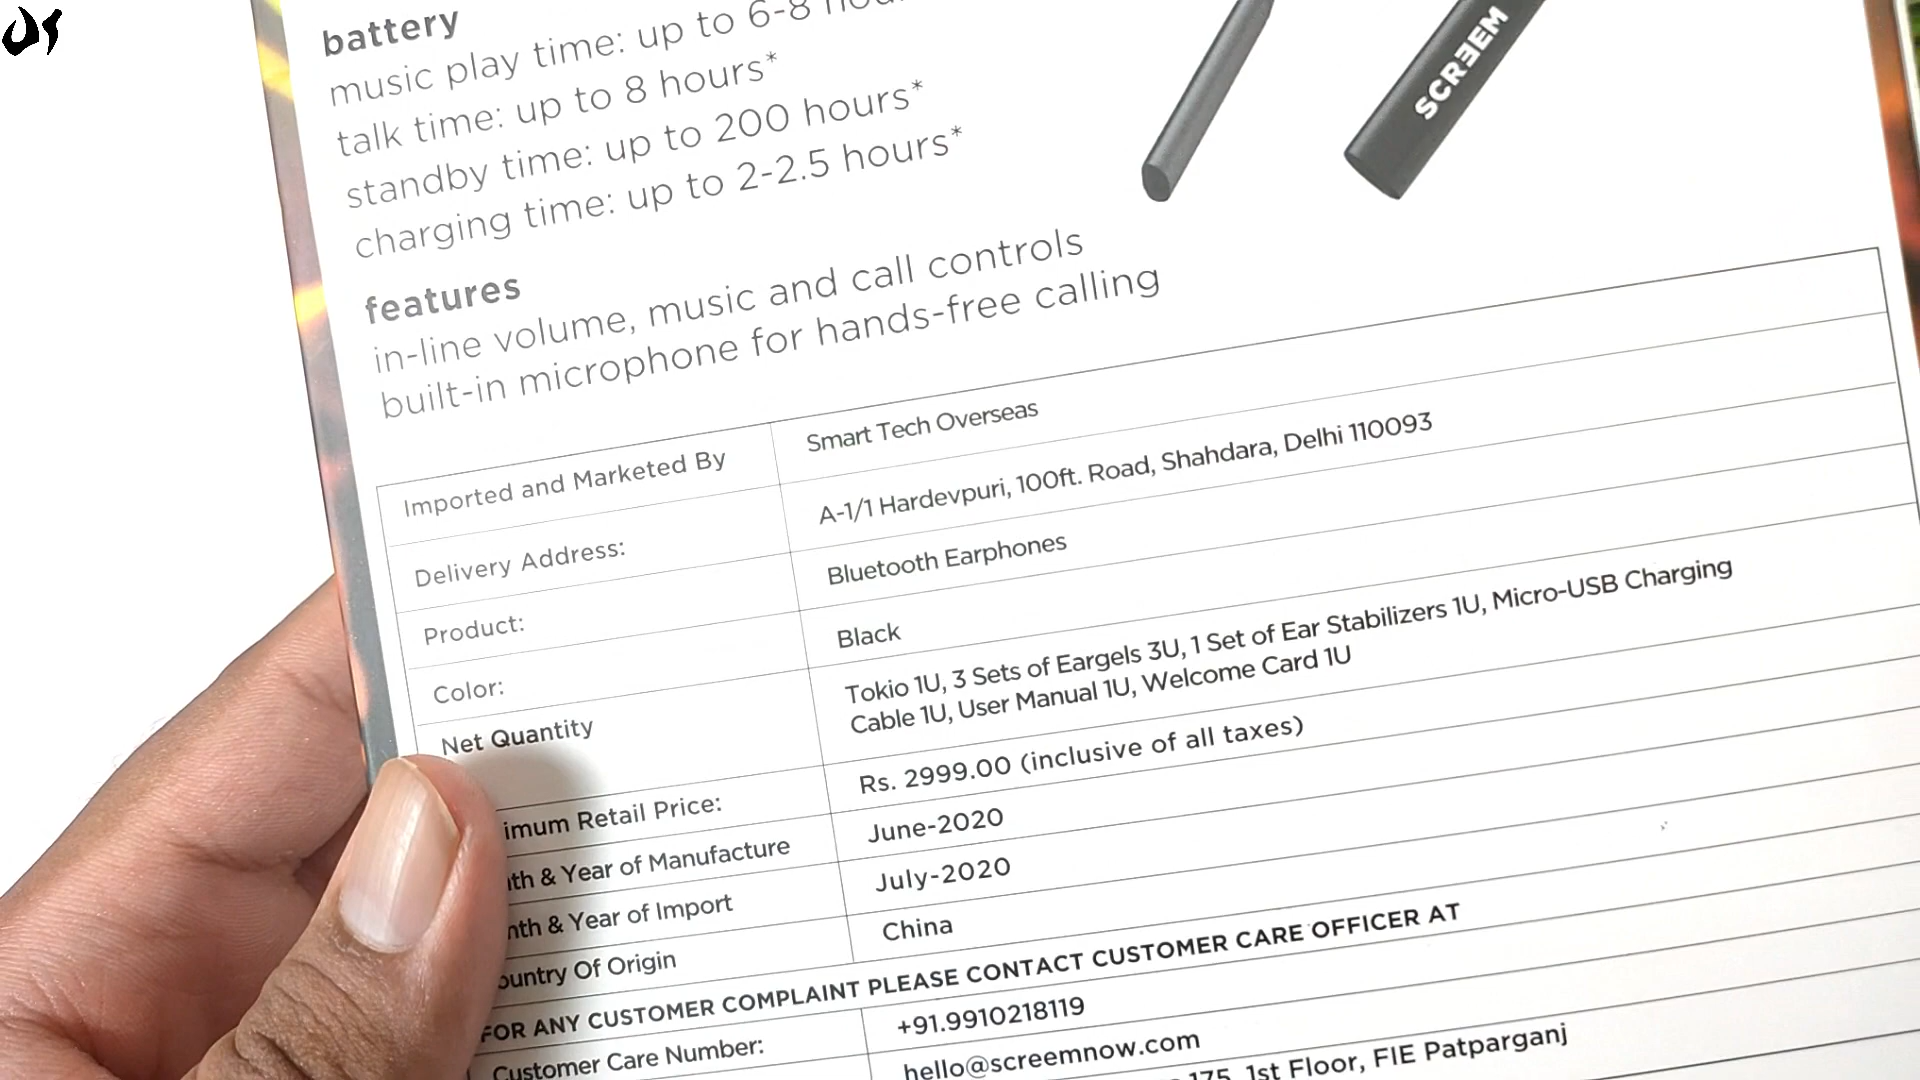 battery
music play time: up to 6-8
talk time: up to 8 hours*
standby time: up to 200 hours*
charging time: up to 2-2.5 hours*
SCRƎEM
features
in-line volume, music and call controls
built-in microphone for hands-free calling
Imported and Marketed By Smart Tech Overseas
Delivery Address: A-1/1 Hardevpuri, 100ft. Road, Shahdara, Delhi 110093
Product: Bluetooth Earphones
Color: Black
Net Quantity Tokio 1U, 3 Sets of Eargels 3U, 1 Set of Ear Stabilizers 1U, Micro-USB Charging
Cable 1U, User Manual 1U, Welcome Card 1U
imum Retail Price: Rs. 2999.00 (inclusive of all taxes)
nth & Year of Manufacture June-2020
nth & Year of Import July-2020
ountry Of Origin China
FOR ANY CUSTOMER COMPLAINT PLEASE CONTACT CUSTOMER CARE OFFICER AT
Customer Care Number: +91.9910218119
hello@screemnow.com
175, 1st Floor, FIE Patparganj